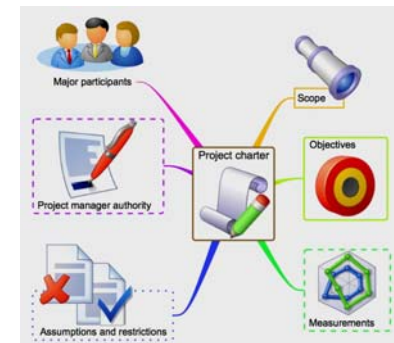 Major participants
Scope
Project charter
Objectives
Project manager authority
Assumptions and restrictions
Measurements